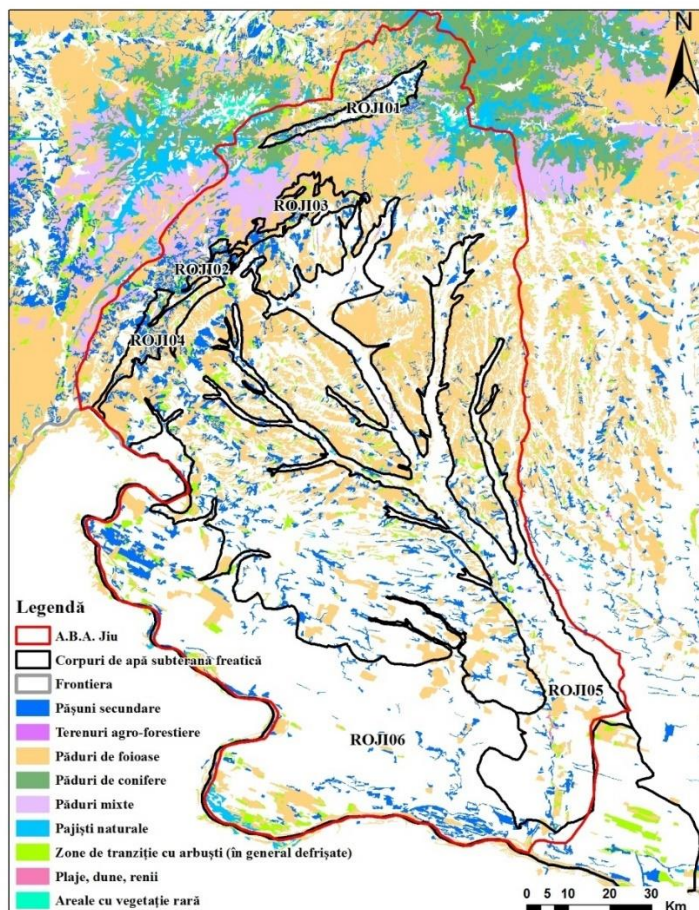 N
ROJI01
ROJI03
ROJI02
ROJI04
ROJI05
ROJI06
Legendă
A.B.A. Jiu
Corpuri de apă subterană freatică
Frontiera
Pășuni secundare
Terenuri agro-forestiere
Păduri de foioase
Păduri de conifere
Păduri mixte
Pajiști naturale
Zone de tranziție cu arbuști (în general defrișate)
Plaje, dune, renii
Areale cu vegetație rară
0 5 10 20 30
Km